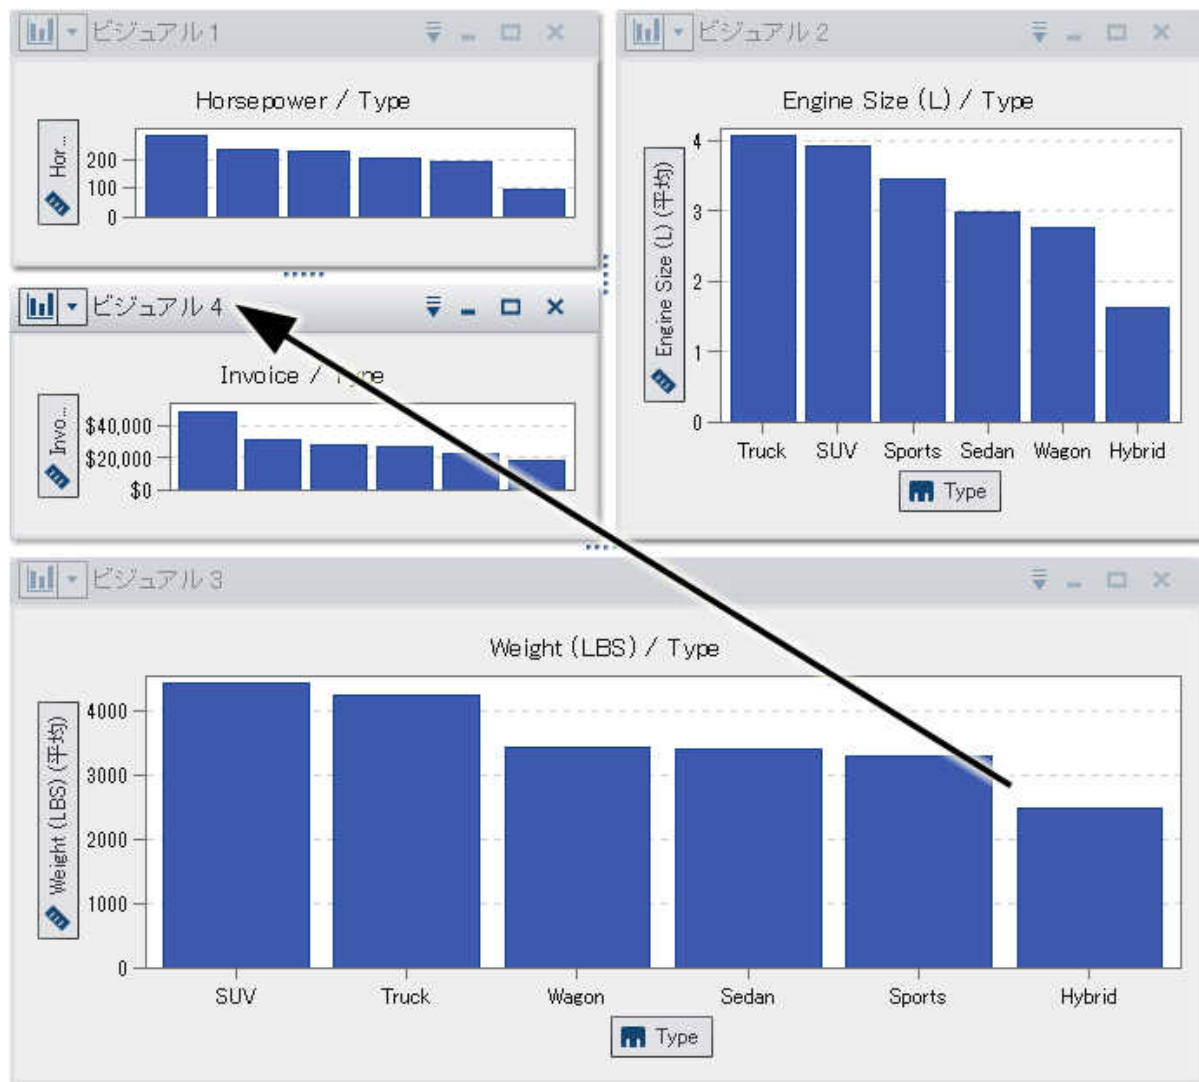 ビジュアル 1
Horsepower / Type
Hor...
200
100
0
ビジュアル 2
Engine Size (L) / Type
Engine Size (L) (平均)
4
3
2
1
0
Truck SUV Sports Sedan Wagon Hybrid
Type
ビジュアル 4
Invoice / Type
Invo...
$40,000
$20,000
$0
ビジュアル 3
Weight (LBS) / Type
Weight (LBS) (平均)
4000
3000
2000
1000
0
SUV Truck Wagon Sedan Sports Hybrid
Type